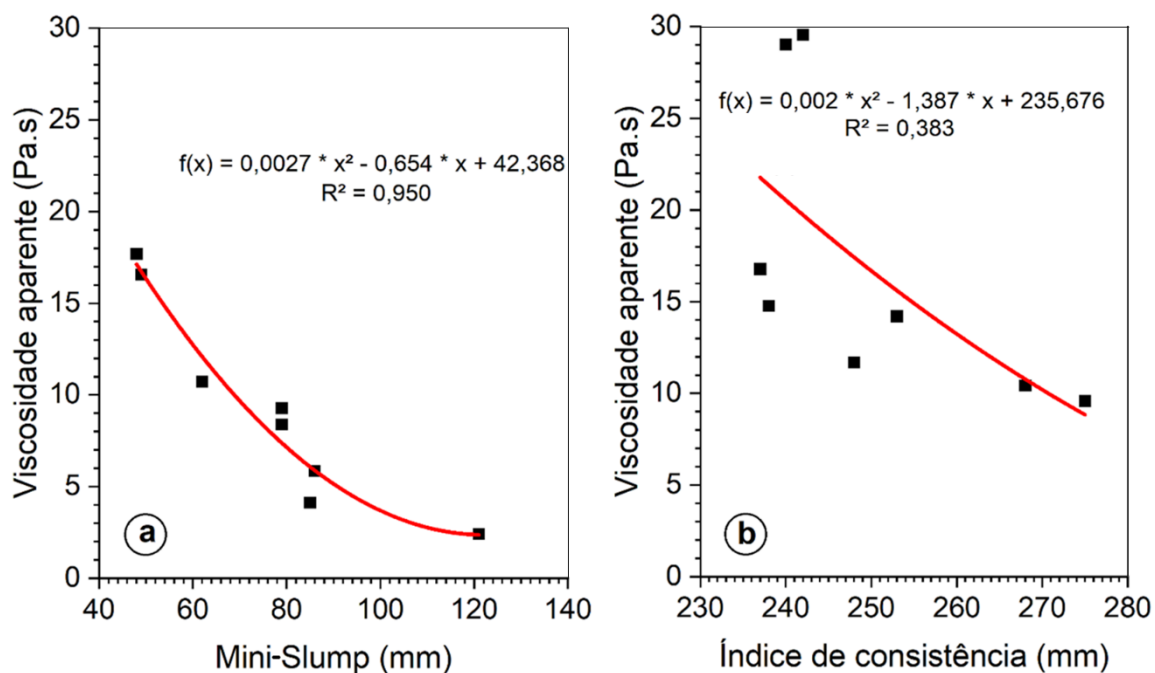 30
25
20
15
10
5
0
Viscosidade aparente (Pa.s)
f(x) = 0,0027 * x² - 0,654 * x + 42,368
R² = 0,950
a
40 60 80 100 120 140
Mini-Slump (mm)
30
25
20
15
10
5
0
Viscosidade aparente (Pa.s)
f(x) = 0,002 * x² - 1,387 * x + 235,676
R² = 0,383
b
230 240 250 260 270 280
Índice de consistência (mm)